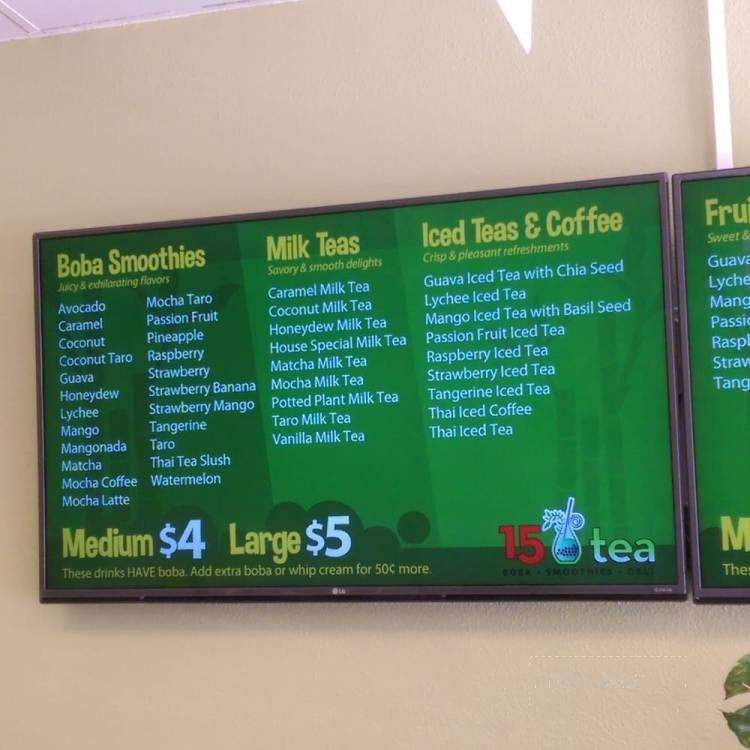 Boba Smoothies
Juicy & exhilarating flavors
Avocado
Caramel
Coconut
Coconut Taro
Guava
Honeydew
Lychee
Mango
Mangonada
Matcha
Mocha Coffee
Mocha Latte
Mocha Taro
Passion Fruit
Pineapple
Raspberry
Strawberry
Strawberry Banana
Strawberry Mango
Tangerine
Taro
Thai Tea Slush
Watermelon
Milk Teas
Savory & smooth delights
Caramel Milk Tea
Coconut Milk Tea
Honeydew Milk Tea
House Special Milk Tea
Matcha Milk Tea
Mocha Milk Tea
Potted Plant Milk Tea
Taro Milk Tea
Vanilla Milk Tea
Iced Teas & Coffee
Crisp & pleasant refreshments
Guava Iced Tea with Chia Seed
Lychee Iced Tea
Mango Iced Tea with Basil Seed
Passion Fruit Iced Tea
Raspberry Iced Tea
Strawberry Iced Tea
Tangerine Iced Tea
Thai Iced Coffee
Thai Iced Tea
Medium $4 Large $5
These drinks HAVE boba. Add extra boba or whip cream for 50¢ more.
15 tea
BOBA • SMOOTHIES • DELI
LG
Frui
Sweet &
Guava
Lyche
Mang
Passio
Raspl
Straw
Tang
M
Thes